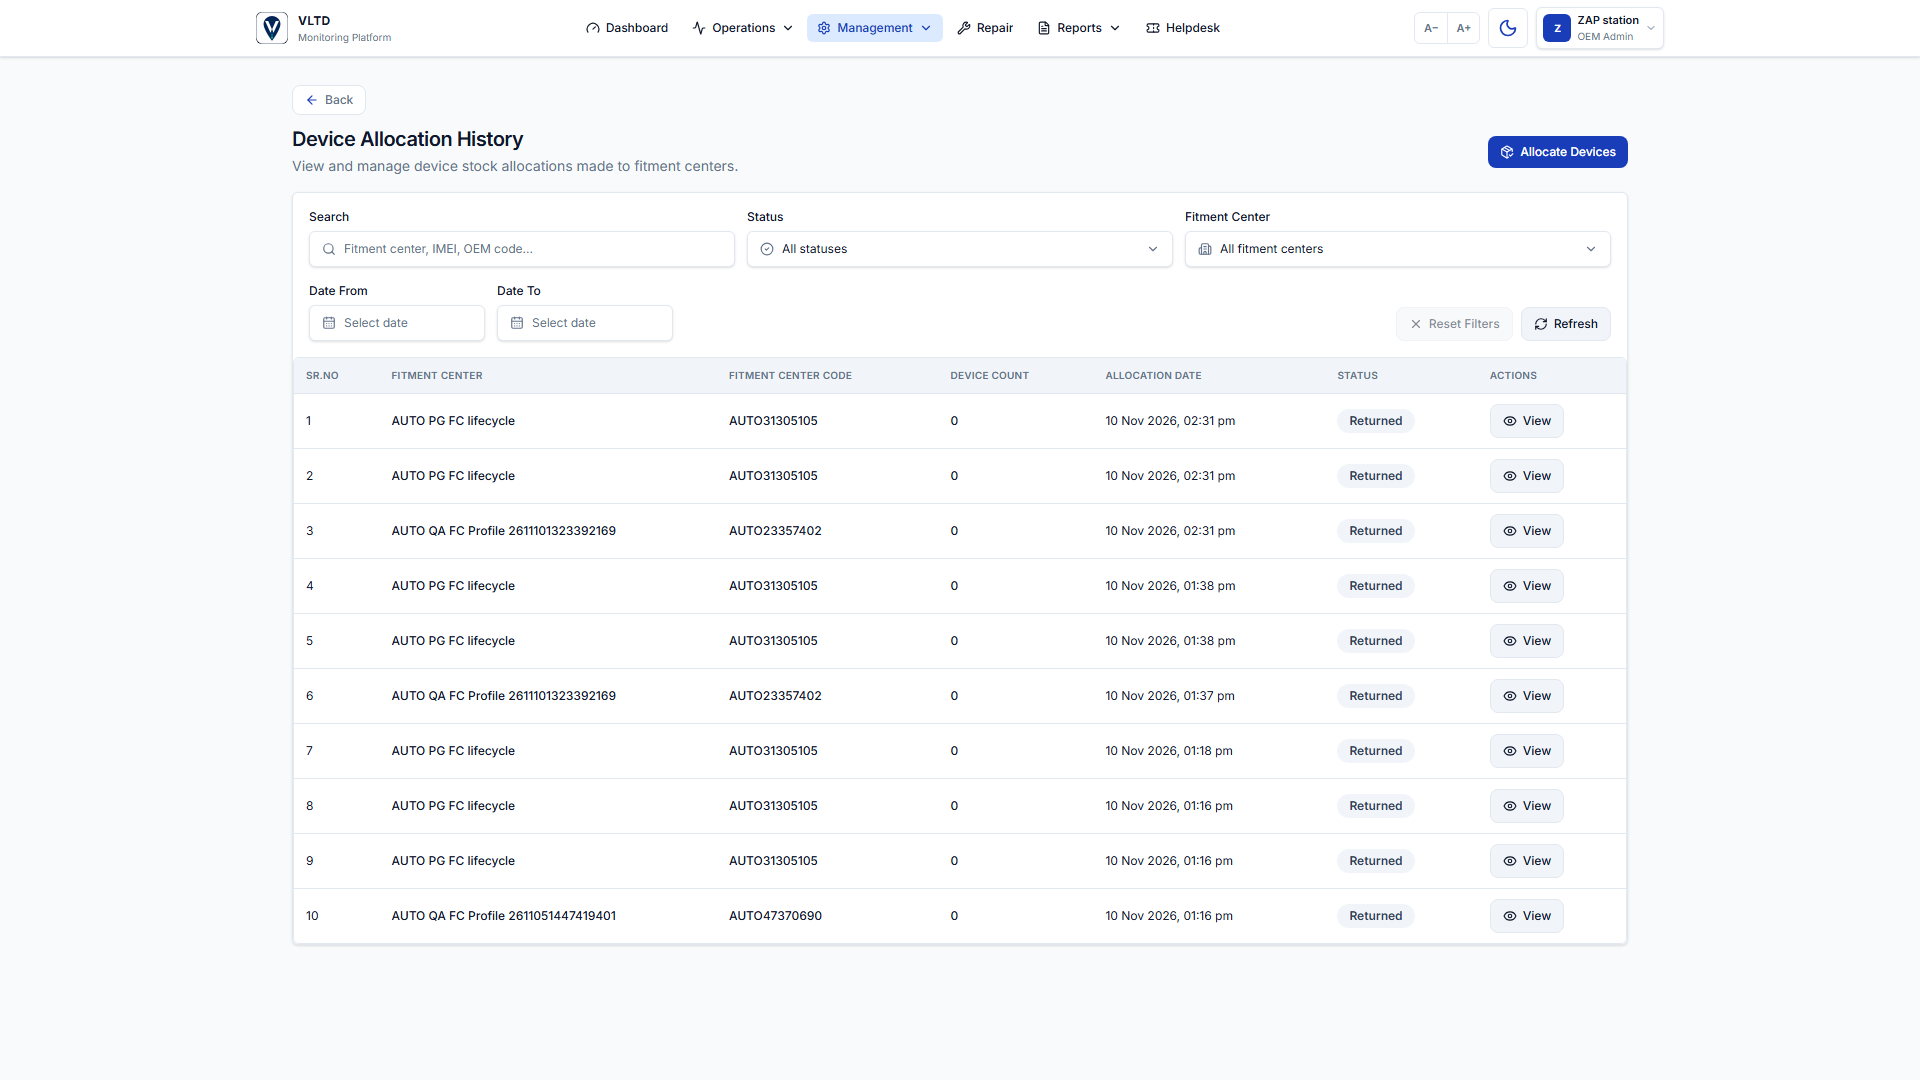 VLTD
Monitoring Platform
Dashboard
Operations
Management
Repair
Reports
Helpdesk
A−
A+
Z
ZAP station
OEM Admin
Back
Device Allocation History
View and manage device stock allocations made to fitment centers.
Allocate Devices
Search
Status
Fitment Center
Fitment center, IMEI, OEM code...
All statuses
All fitment centers
Date From
Date To
Select date
Select date
Reset Filters
Refresh
SR.NO FITMENT CENTER FITMENT CENTER CODE DEVICE COUNT ALLOCATION DATE STATUS ACTIONS
1 AUTO PG FC lifecycle AUTO31305105 0 10 Nov 2026, 02:31 pm Returned View
2 AUTO PG FC lifecycle AUTO31305105 0 10 Nov 2026, 02:31 pm Returned View
3 AUTO QA FC Profile 2611101323392169 AUTO23357402 0 10 Nov 2026, 02:31 pm Returned View
4 AUTO PG FC lifecycle AUTO31305105 0 10 Nov 2026, 01:38 pm Returned View
5 AUTO PG FC lifecycle AUTO31305105 0 10 Nov 2026, 01:38 pm Returned View
6 AUTO QA FC Profile 2611101323392169 AUTO23357402 0 10 Nov 2026, 01:37 pm Returned View
7 AUTO PG FC lifecycle AUTO31305105 0 10 Nov 2026, 01:18 pm Returned View
8 AUTO PG FC lifecycle AUTO31305105 0 10 Nov 2026, 01:16 pm Returned View
9 AUTO PG FC lifecycle AUTO31305105 0 10 Nov 2026, 01:16 pm Returned View
10 AUTO QA FC Profile 2611051447419401 AUTO47370690 0 10 Nov 2026, 01:16 pm Returned View